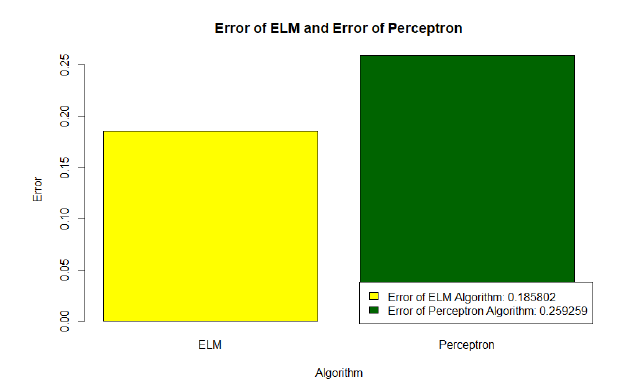 Error of ELM and Error of Perceptron
Error
0.25
0.20
0.15
0.10
0.05
0.00
Error of ELM Algorithm: 0.185802
Error of Perceptron Algorithm: 0.259259
ELM
Perceptron
Algorithm